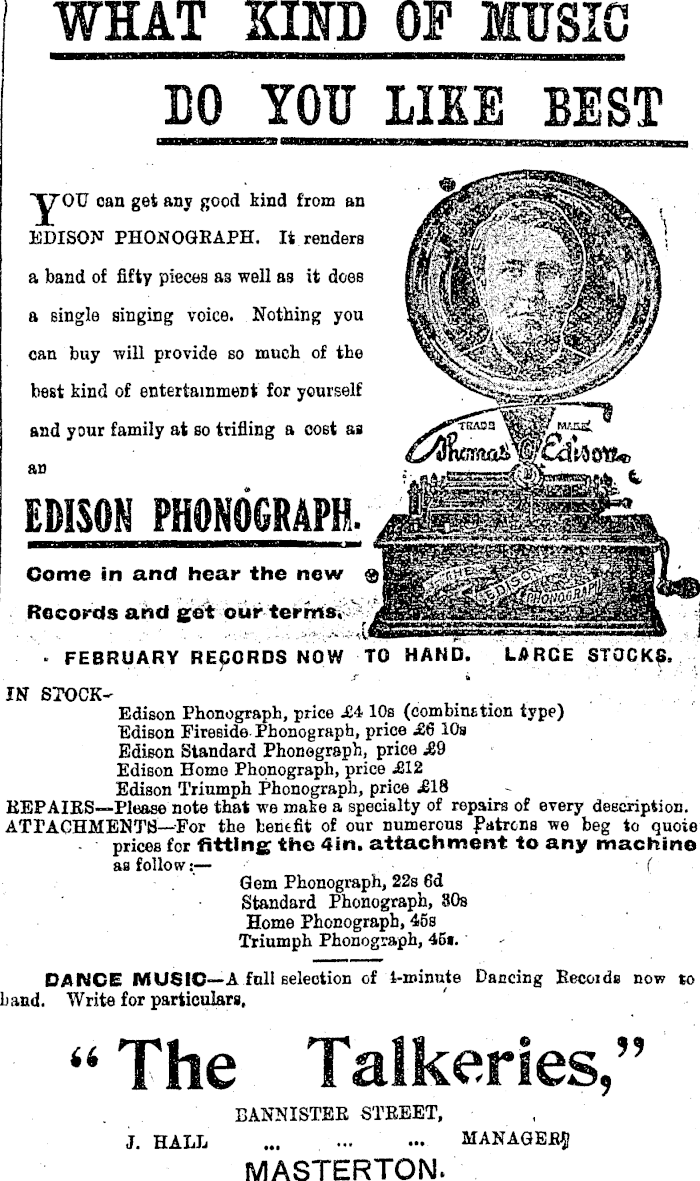 WHAT KIND OF MUSIC
DO YOU LIKE BEST
YOU can get any good kind from an
EDISON PHONOGRAPH. It renders
a band of fifty pieces as well as it does
a single singing voice. Nothing you
can buy will provide so much of the
best kind of entertainment for yourself
and your family at so trifling a cost as
an
EDISON PHONOGRAPH.
Come in and hear the new
Records and get our terms.
TRADE MARK
Thomas A Edison
THE EDISON PHONOGRAPH
FEBRUARY RECORDS NOW TO HAND. LARGE STOCKS.
IN STOCK-
Edison Phonograph, price £4 10s (combination type)
Edison Fireside Phonograph, price £6 10s
Edison Standard Phonograph, price £9
Edison Home Phonograph, price £12
Edison Triumph Phonograph, price £18
REPAIRS—Please note that we make a specialty of repairs of every description.
ATTACHMENTS—For the benefit of our numerous Patrons we beg to quote
prices for fitting the 4in. attachment to any machine
as follow:—
Gem Phonograph, 22s 6d
Standard Phonograph, 30s
Home Phonograph, 45s
Triumph Phonograph, 45s.
DANCE MUSIC—A full selection of 4-minute Dancing Records now to
hand. Write for particulars,
"The Talkeries,"
BANNISTER STREET,
J. HALL ... ... ... MANAGER
MASTERTON.